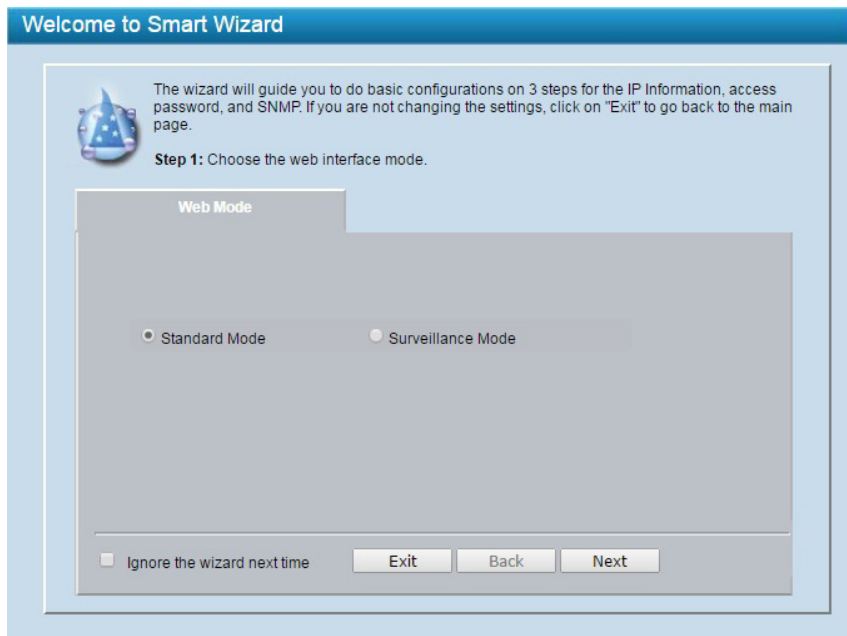 Welcome to Smart Wizard
The wizard will guide you to do basic configurations on 3 steps for the IP Information, access
password, and SNMP. If you are not changing the settings, click on "Exit" to go back to the main
page.
Step 1: Choose the web interface mode.
Web Mode
Standard Mode
Surveillance Mode
Ignore the wizard next time
Exit
Back
Next